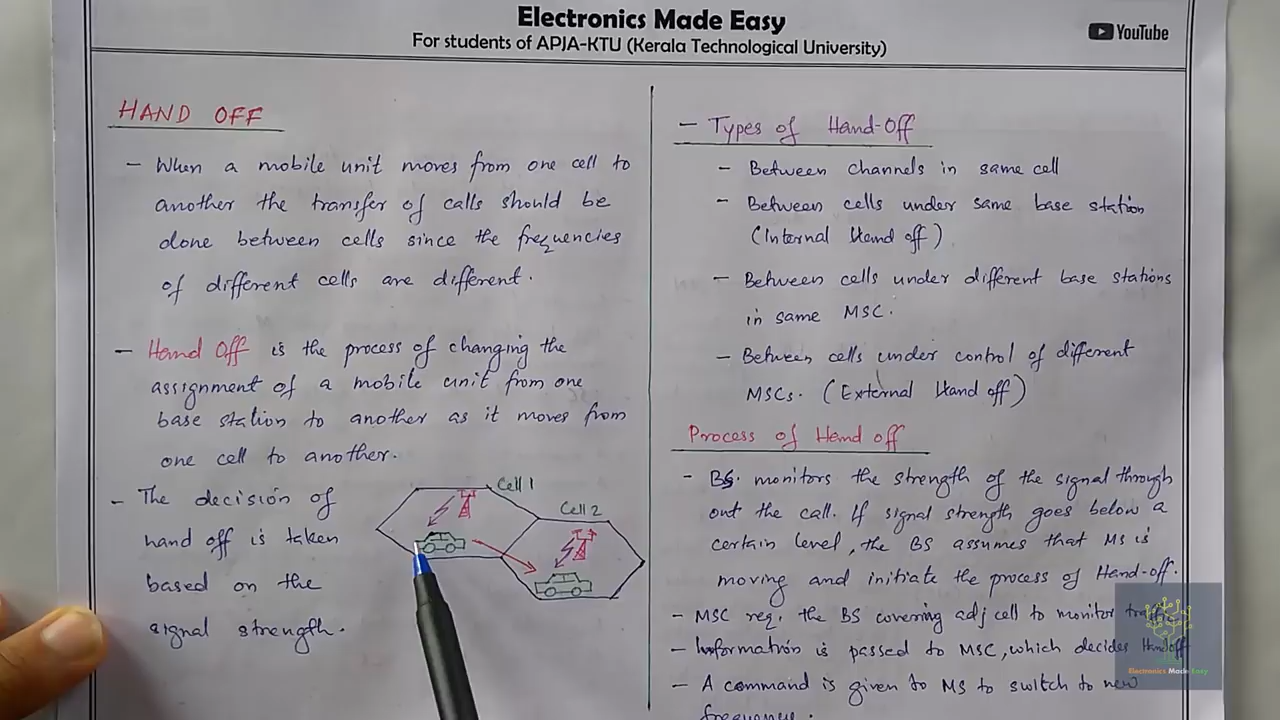 Electronics Made Easy
For students of APJA-KTU (Kerala Technological University)
YouTube
HAND OFF
- When a mobile unit moves from one cell to
another the transfer of calls should be
done between cells since the frequencies
of different cells are different.
- Hand Off is the process of changing the
assignment of a mobile unit from one
base station to another as it moves from
one cell to another.
- The decision of
hand off is taken
based on the
signal strength.
Cell 1
Cell 2
- Types of Hand-Off
- Between channels in same cell
- Between cells under same base station
(Internal Hand off)
- Between cells under different base stations
in same MSC.
- Between cells under control of different
MSCs. (External Hand off)
Process of Hand off
- BS. monitors the strength of the signal through
out the call. If signal strength goes below a
certain level, the BS assumes that MS is
moving and initiate the process of Hand-off.
- MSC req. the BS covering adj cell to monitor traffic
- Information is passed to MSC, which decides Handoff
- A command is given to MS to switch to new
frequency.
Electronics Made Easy